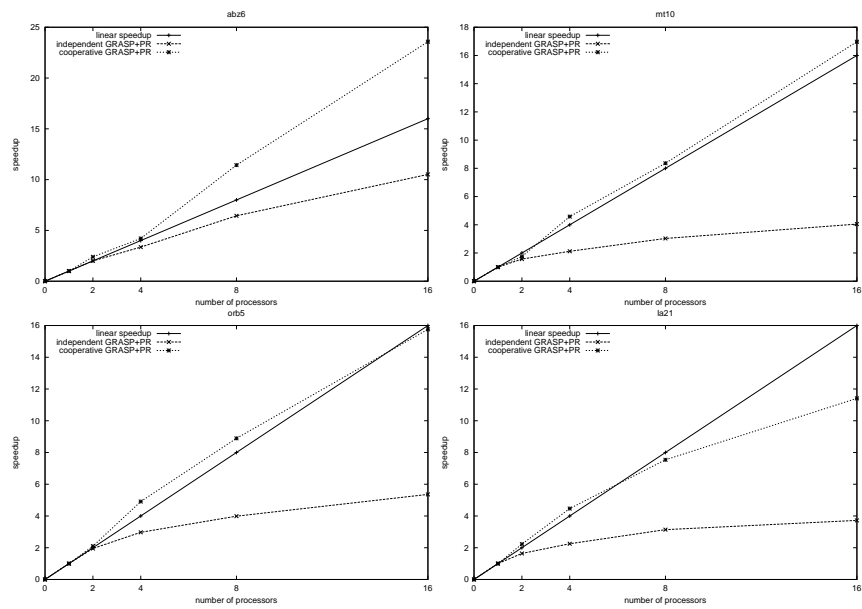 abz6
linear speedup
independent GRASP+PR
cooperative GRASP+PR
25
20
15
10
5
0
speedup
0 2 4 8 16
number of processors
mt10
linear speedup
independent GRASP+PR
cooperative GRASP+PR
18
16
14
12
10
8
6
4
2
0
speedup
0 2 4 8 16
number of processors
orb5
linear speedup
independent GRASP+PR
cooperative GRASP+PR
16
14
12
10
8
6
4
2
0
speedup
0 2 4 8 16
number of processors
la21
linear speedup
independent GRASP+PR
cooperative GRASP+PR
16
14
12
10
8
6
4
2
0
speedup
0 2 4 8 16
number of processors